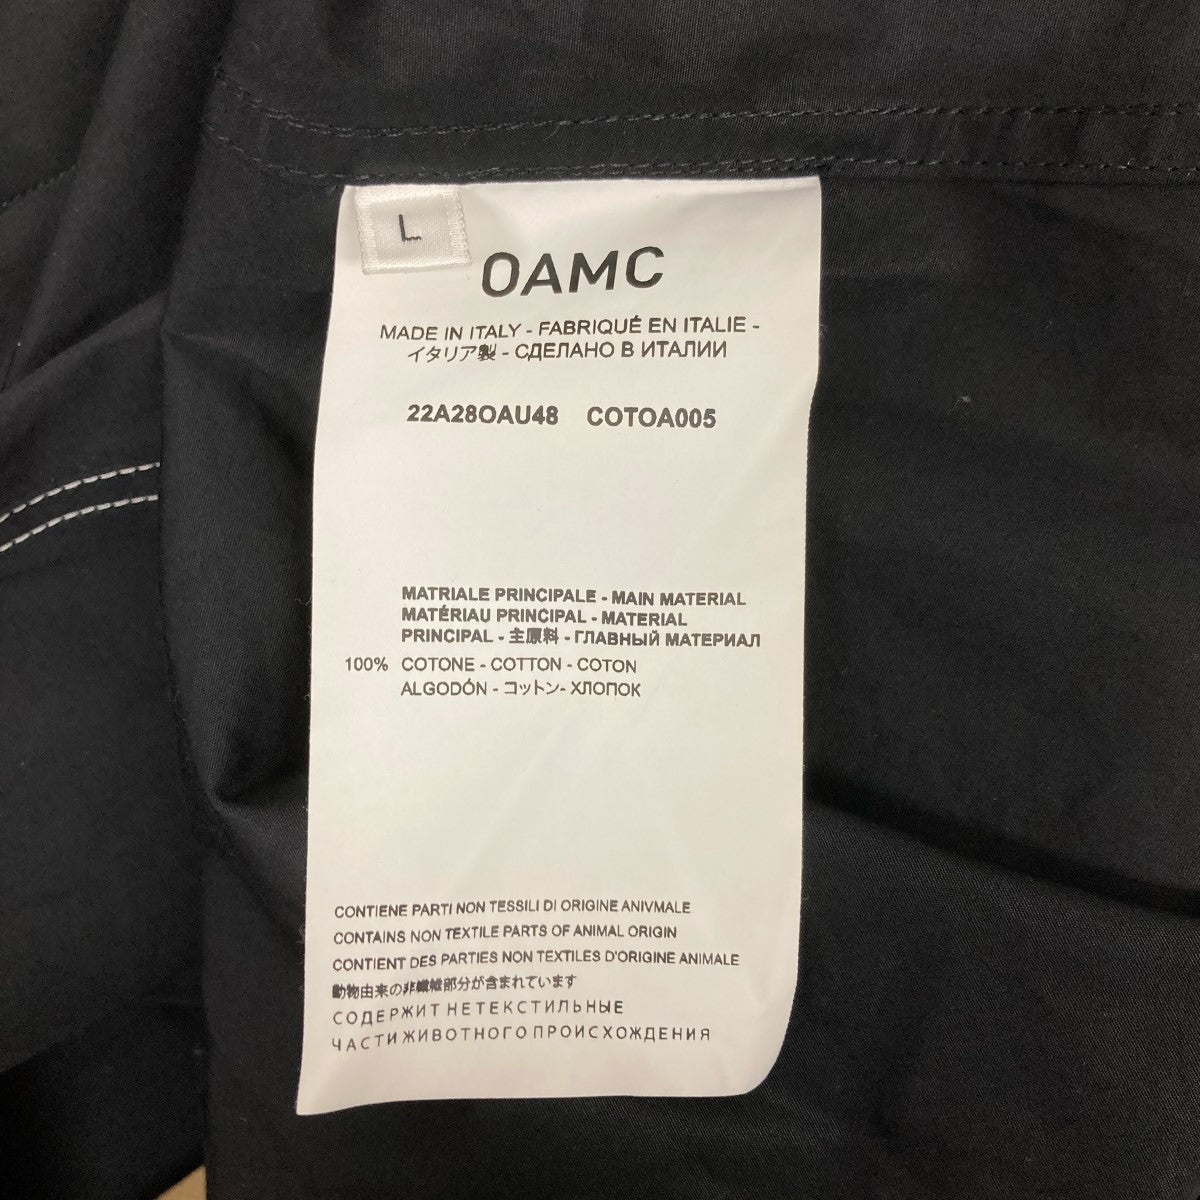 L
OAMC
MADE IN ITALY - FABRIQUÉ EN ITALIE -
イタリア製 - СДЕЛАНО В ИТАЛИИ
22A28OAU48 COTOA005
MATRIALE PRINCIPALE - MAIN MATERIAL
MATÉRIAU PRINCIPAL - MATERIAL
PRINCIPAL - 主原料 - ГЛАВНЫЙ МАТЕРИАЛ
100% COTONE - COTTON - COTON
ALGODÓN - コットン- ХЛОПОК
CONTIENE PARTI NON TESSILI DI ORIGINE ANIVMALE
CONTAINS NON TEXTILE PARTS OF ANIMAL ORIGIN
CONTIENT DES PARTIES NON TEXTILES D'ORIGINE ANIMALE
動物由来の非繊維部分が含まれています
СОДЕРЖИТ НЕТЕКСТИЛЬНЫЕ
ЧАСТИ ЖИВОТНОГО ПРОИСХОЖДЕНИЯ